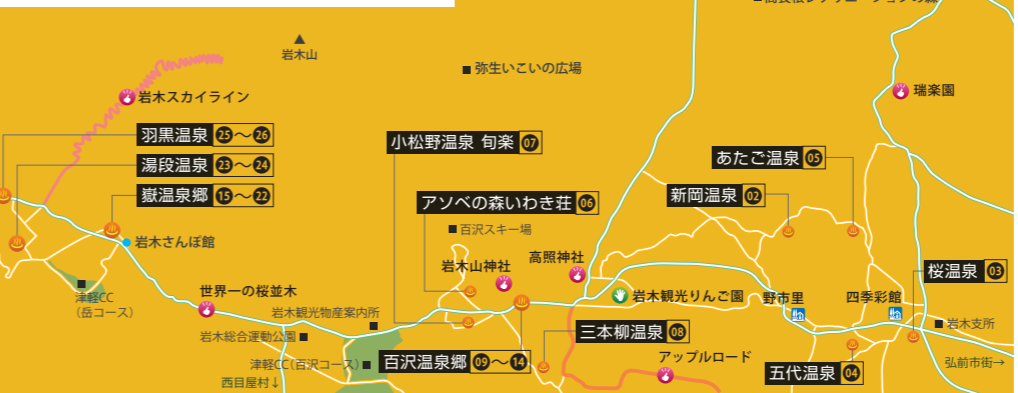 岩木山
弥生いこいの広場
岩木スカイライン
瑞楽園
羽黒温泉 25～26
小松野温泉 旬楽 07
湯段温泉 23～24
あたご温泉 05
嶽温泉郷 15～22
アソベの森いわき荘 06
新岡温泉 02
百沢スキー場
岩木さんぽ館
高照神社
岩木山神社
桜温泉 03
津軽CC
（岳コース）
世界一の桜並木
岩木観光りんご園
野市里
四季彩館
岩木観光物産案内所
岩木支所
岩木総合運動公園
三本柳温泉 08
津軽CC（百沢コース）
百沢温泉郷 09～14
アップルロード
弘前市街→
五代温泉 04
西目屋村↓